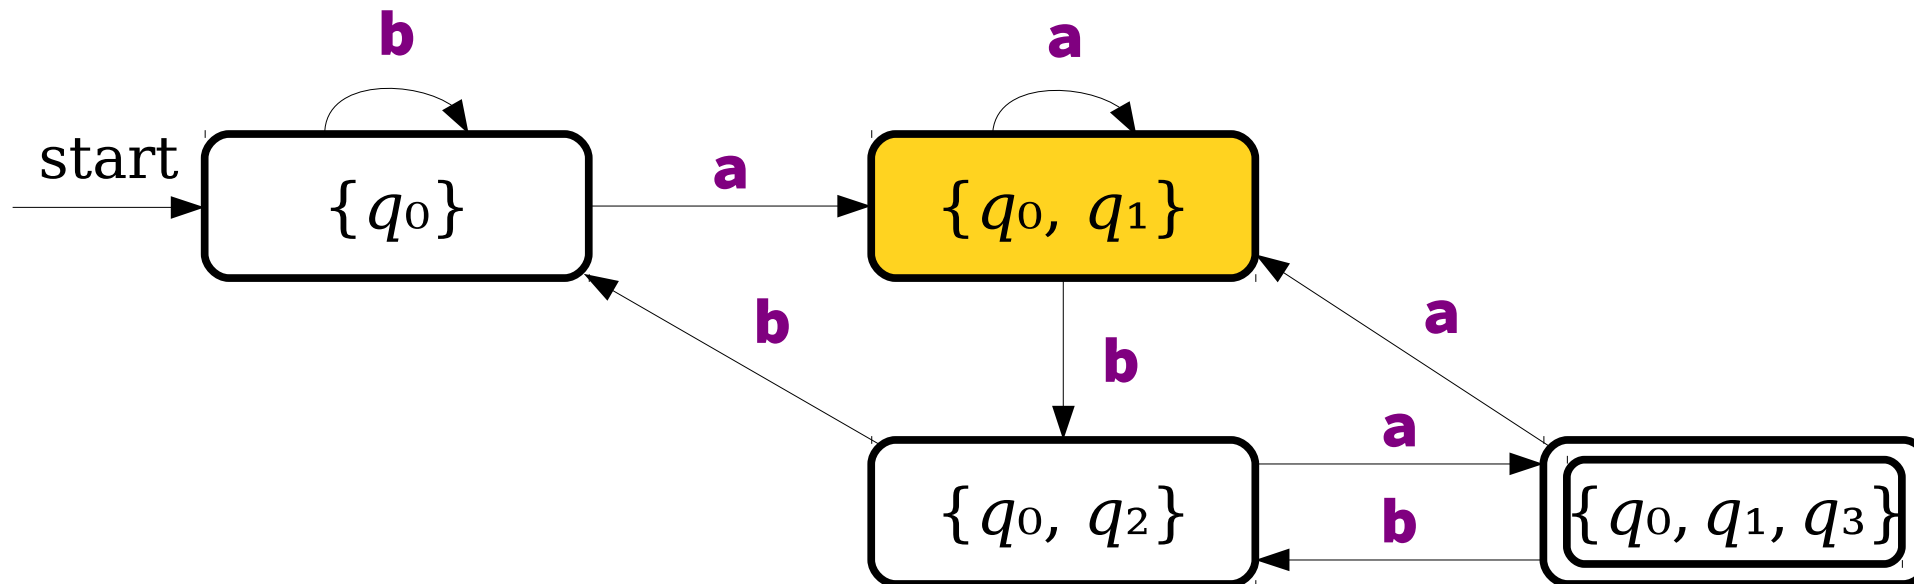 b
a
start
a
{q₀}
{q₀, q₁}
b
a
b
a
b
{q₀, q₂}
{q₀, q₁, q₃}